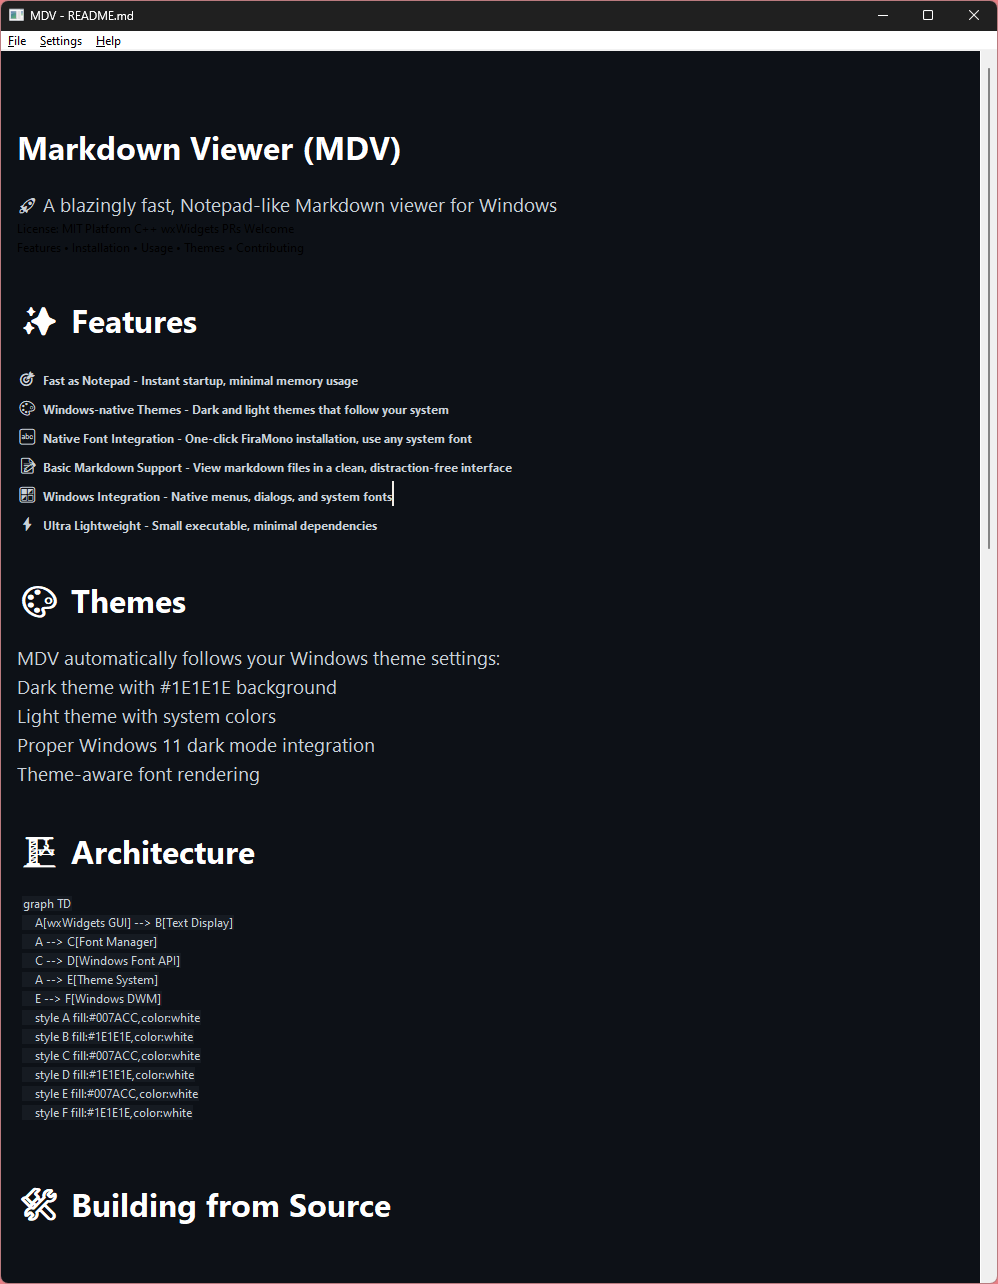 MDV - README.md
File Settings Help
Markdown Viewer (MDV)
🚀 A blazingly fast, Notepad-like Markdown viewer for Windows
License: MIT Platform C++ wxWidgets PRs Welcome
Features • Installation • Usage • Themes • Contributing
✨ Features
🎯 Fast as Notepad - Instant startup, minimal memory usage
🎨 Windows-native Themes - Dark and light themes that follow your system
🔤 Native Font Integration - One-click FiraMono installation, use any system font
📝 Basic Markdown Support - View markdown files in a clean, distraction-free interface
🪟 Windows Integration - Native menus, dialogs, and system fonts
⚡ Ultra Lightweight - Small executable, minimal dependencies
🎨 Themes
MDV automatically follows your Windows theme settings:
Dark theme with #1E1E1E background
Light theme with system colors
Proper Windows 11 dark mode integration
Theme-aware font rendering
🏗 Architecture
graph TD
A[wxWidgets GUI] --> B[Text Display]
A --> C[Font Manager]
C --> D[Windows Font API]
A --> E[Theme System]
E --> F[Windows DWM]
style A fill:#007ACC,color:white
style B fill:#1E1E1E,color:white
style C fill:#007ACC,color:white
style D fill:#1E1E1E,color:white
style E fill:#007ACC,color:white
style F fill:#1E1E1E,color:white
🛠 Building from Source